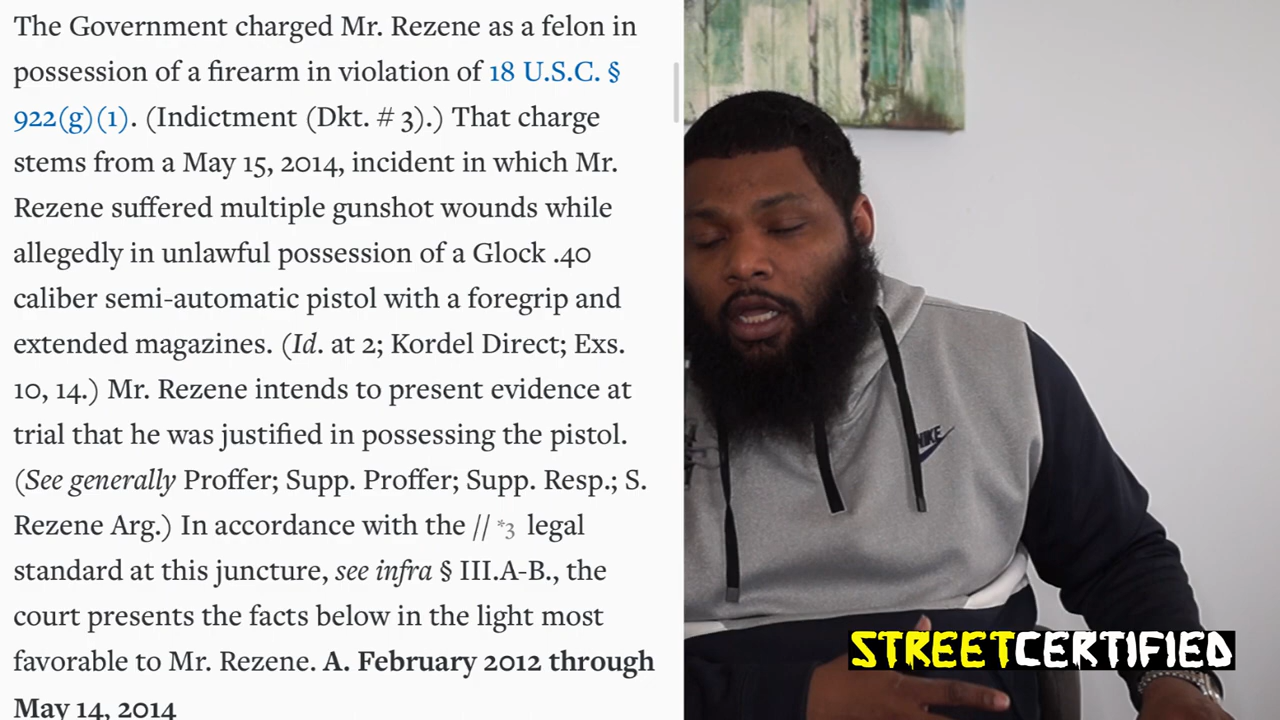 The Government charged Mr. Rezene as a felon in
possession of a firearm in violation of 18 U.S.C. §
922(g)(1). (Indictment (Dkt. # 3).) That charge
stems from a May 15, 2014, incident in which Mr.
Rezene suffered multiple gunshot wounds while
allegedly in unlawful possession of a Glock .40
caliber semi-automatic pistol with a foregrip and
extended magazines. (Id. at 2; Kordel Direct; Exs.
10, 14.) Mr. Rezene intends to present evidence at
trial that he was justified in possessing the pistol.
(See generally Proffer; Supp. Proffer; Supp. Resp.; S.
Rezene Arg.) In accordance with the // *3 legal
standard at this juncture, see infra § III.A-B., the
court presents the facts below in the light most
favorable to Mr. Rezene. A. February 2012 through
May 14, 2014
NIKE
STREETCERTIFIED